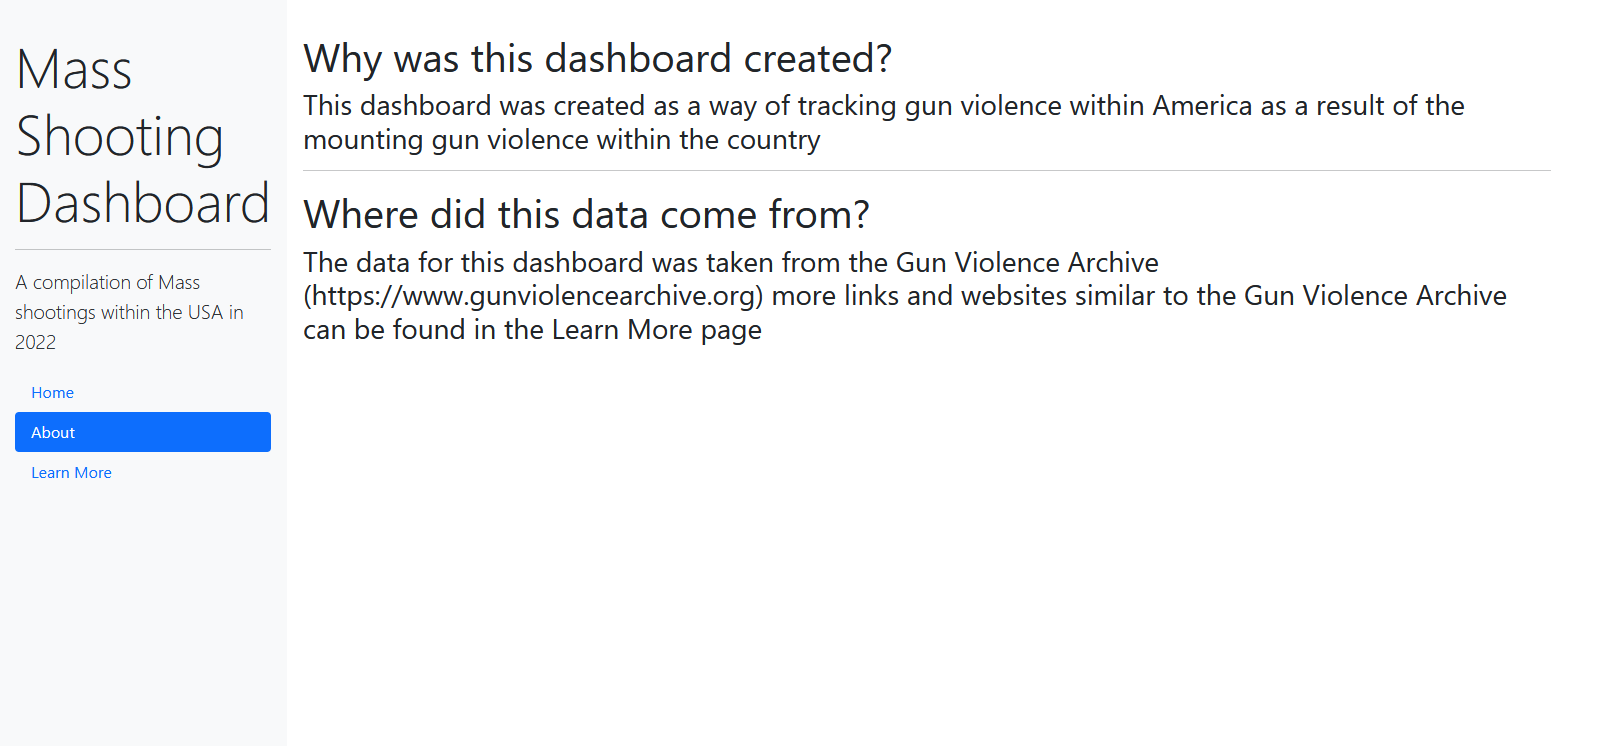 Mass
Shooting
Dashboard
A compilation of Mass
shootings within the USA in
2022
Home
About
Learn More
Why was this dashboard created?
This dashboard was created as a way of tracking gun violence within America as a result of the
mounting gun violence within the country
Where did this data come from?
The data for this dashboard was taken from the Gun Violence Archive
(https://www.gunviolencearchive.org) more links and websites similar to the Gun Violence Archive
can be found in the Learn More page